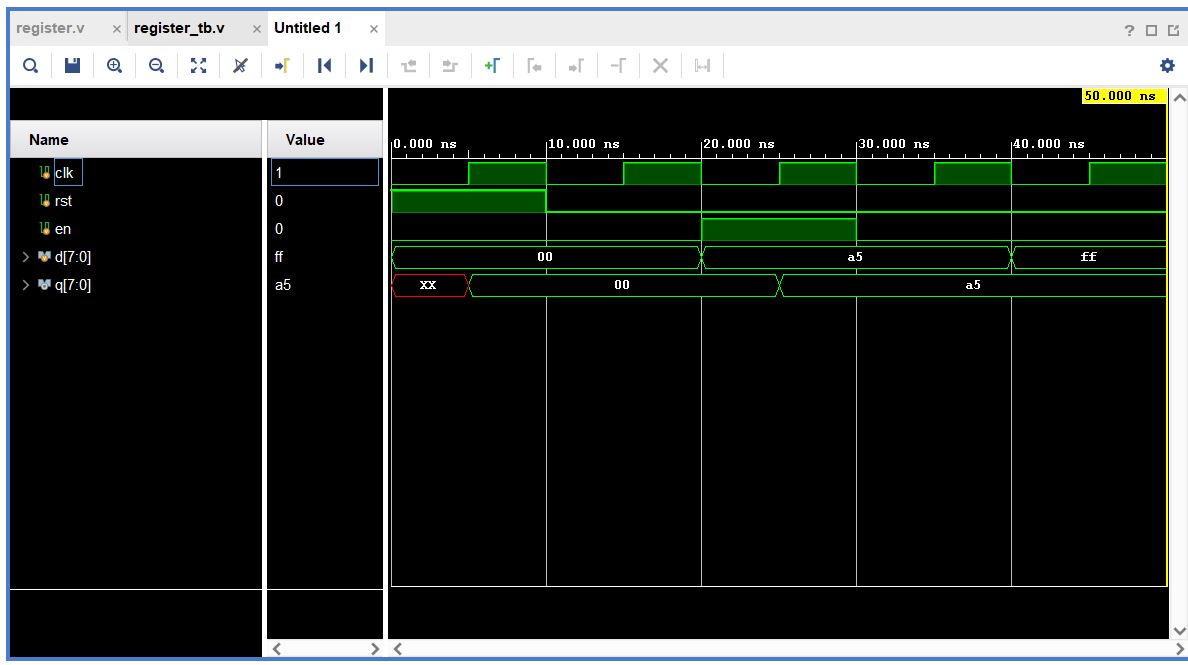 register.v × register_tb.v × Untitled 1 ×
50.000 ns
Name Value
0.000 ns 10.000 ns 20.000 ns 30.000 ns 40.000 ns
clk 1
rst 0
en 0
d[7:0] ff 00 a5 ff
q[7:0] a5 XX 00 a5